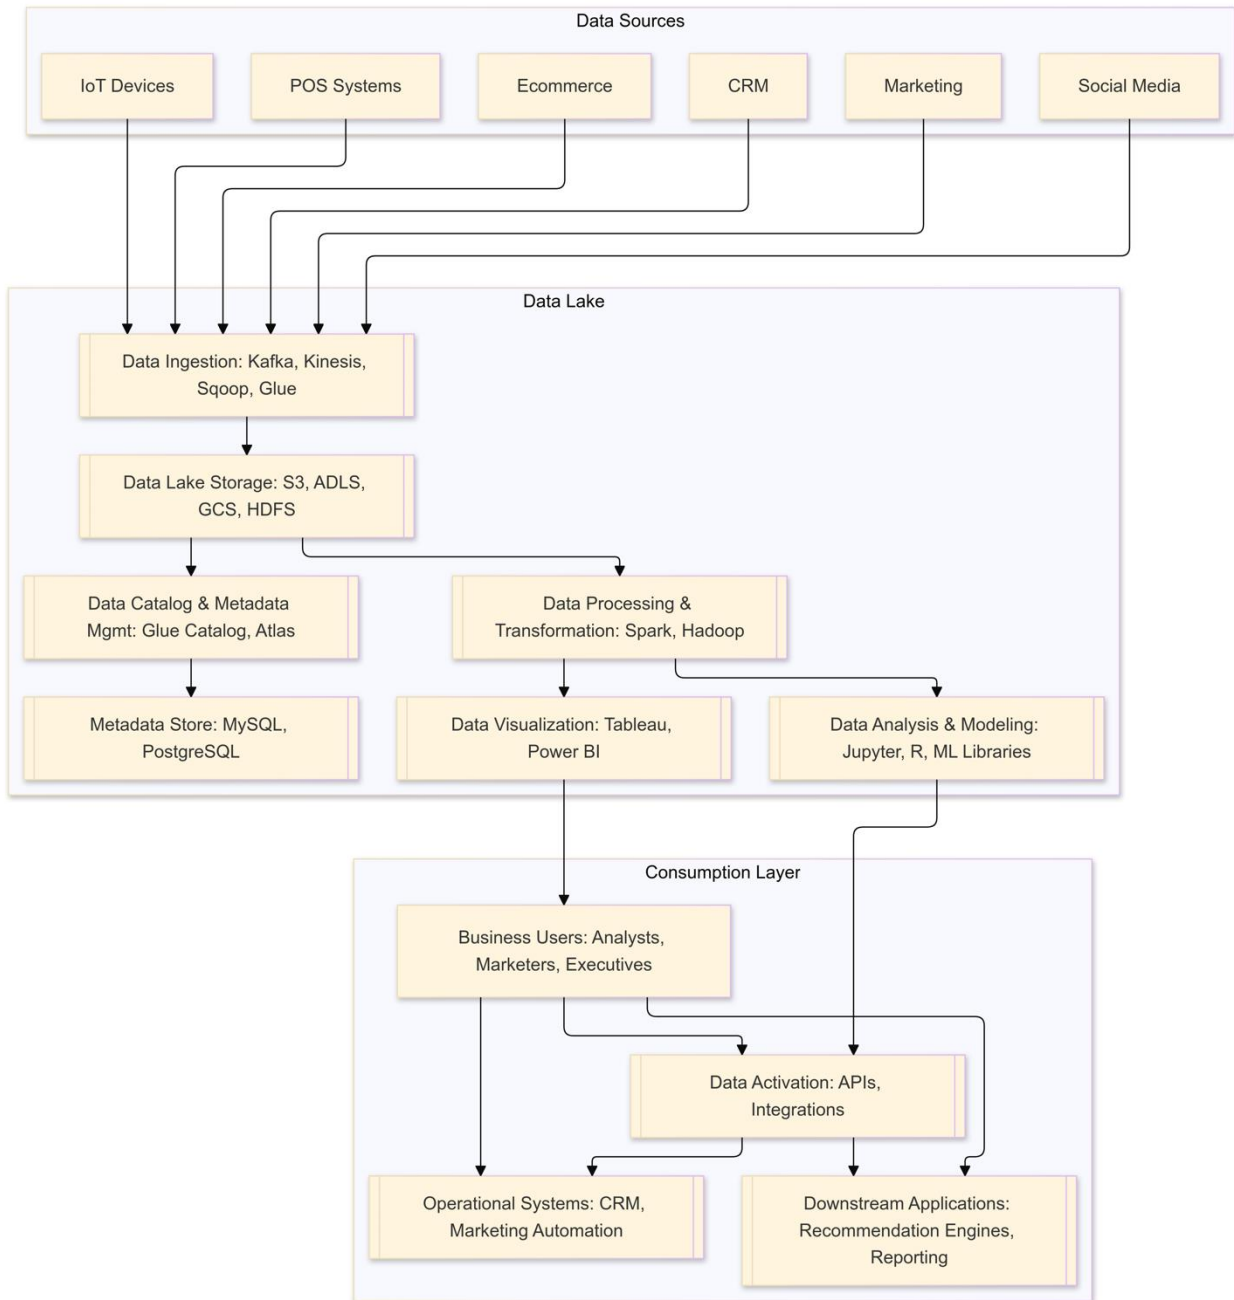 Data Sources
IoT Devices
POS Systems
Ecommerce
CRM
Marketing
Social Media
Data Lake
Data Ingestion: Kafka, Kinesis,
Sqoop, Glue
Data Lake Storage: S3, ADLS,
GCS, HDFS
Data Catalog & Metadata
Mgmt: Glue Catalog, Atlas
Data Processing &
Transformation: Spark, Hadoop
Metadata Store: MySQL,
PostgreSQL
Data Visualization: Tableau,
Power BI
Data Analysis & Modeling:
Jupyter, R, ML Libraries
Consumption Layer
Business Users: Analysts,
Marketers, Executives
Data Activation: APIs,
Integrations
Operational Systems: CRM,
Marketing Automation
Downstream Applications:
Recommendation Engines,
Reporting